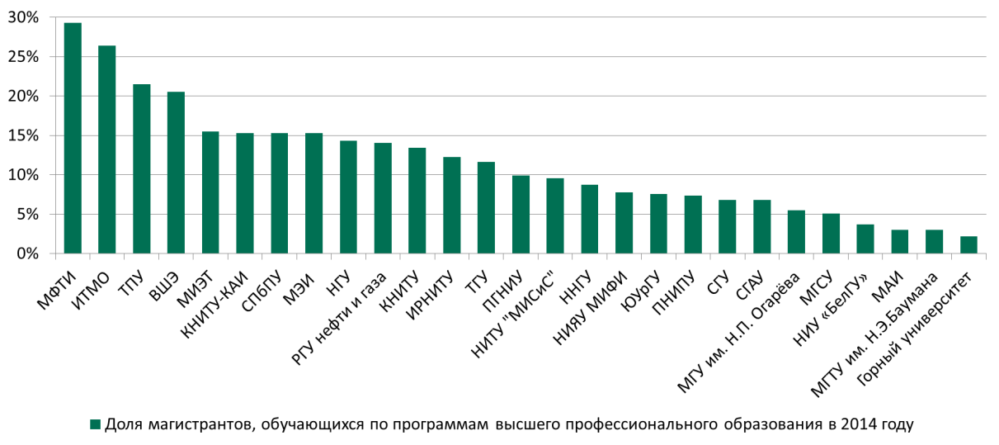 30%
25%
20%
15%
10%
5%
0%
МФТИ
ИТМО
ТПУ
ВШЭ
МИЭТ
КНИТУ-КАИ
СПбПУ
МЭИ
НГУ
РГУ нефти и газа
КНИТУ
ИРНИТУ
ТГУ
ПГНИУ
НИТУ "МИСиС"
ННГУ
НИЯУ МИФИ
ЮУрГУ
ПНИПУ
СГУ
СГАУ
МГУ им. Н.П. Огарёва
МГСУ
НИУ «БелГУ»
МАИ
МГТУ им. Н.Э.Баумана
Горный университет
Доля магистрантов, обучающихся по программам высшего профессионального образования в 2014 году